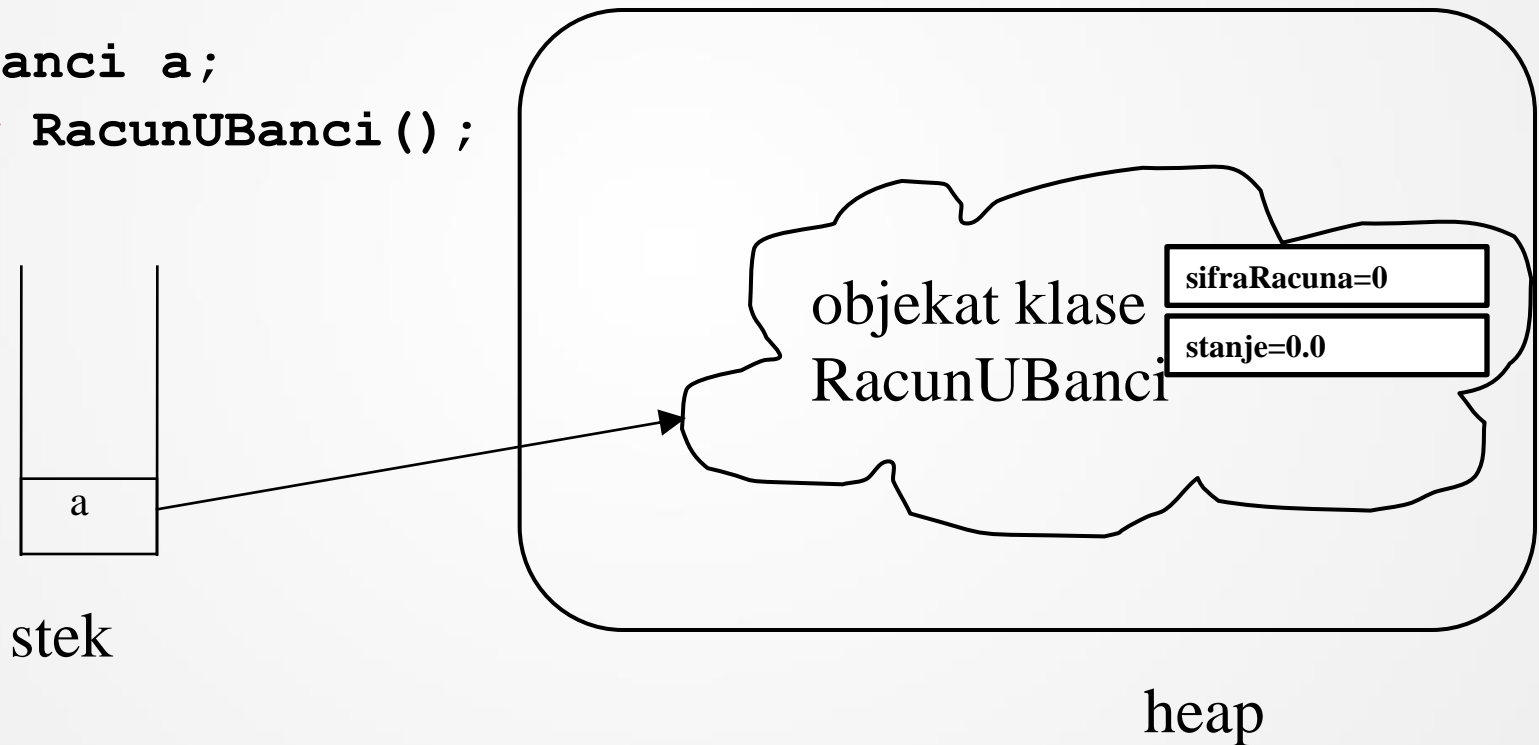 anci a;
RacunUBanci();
objekat klase
RacunUBanci
sifraRacuna=0
stanje=0.0
a
stek
heap